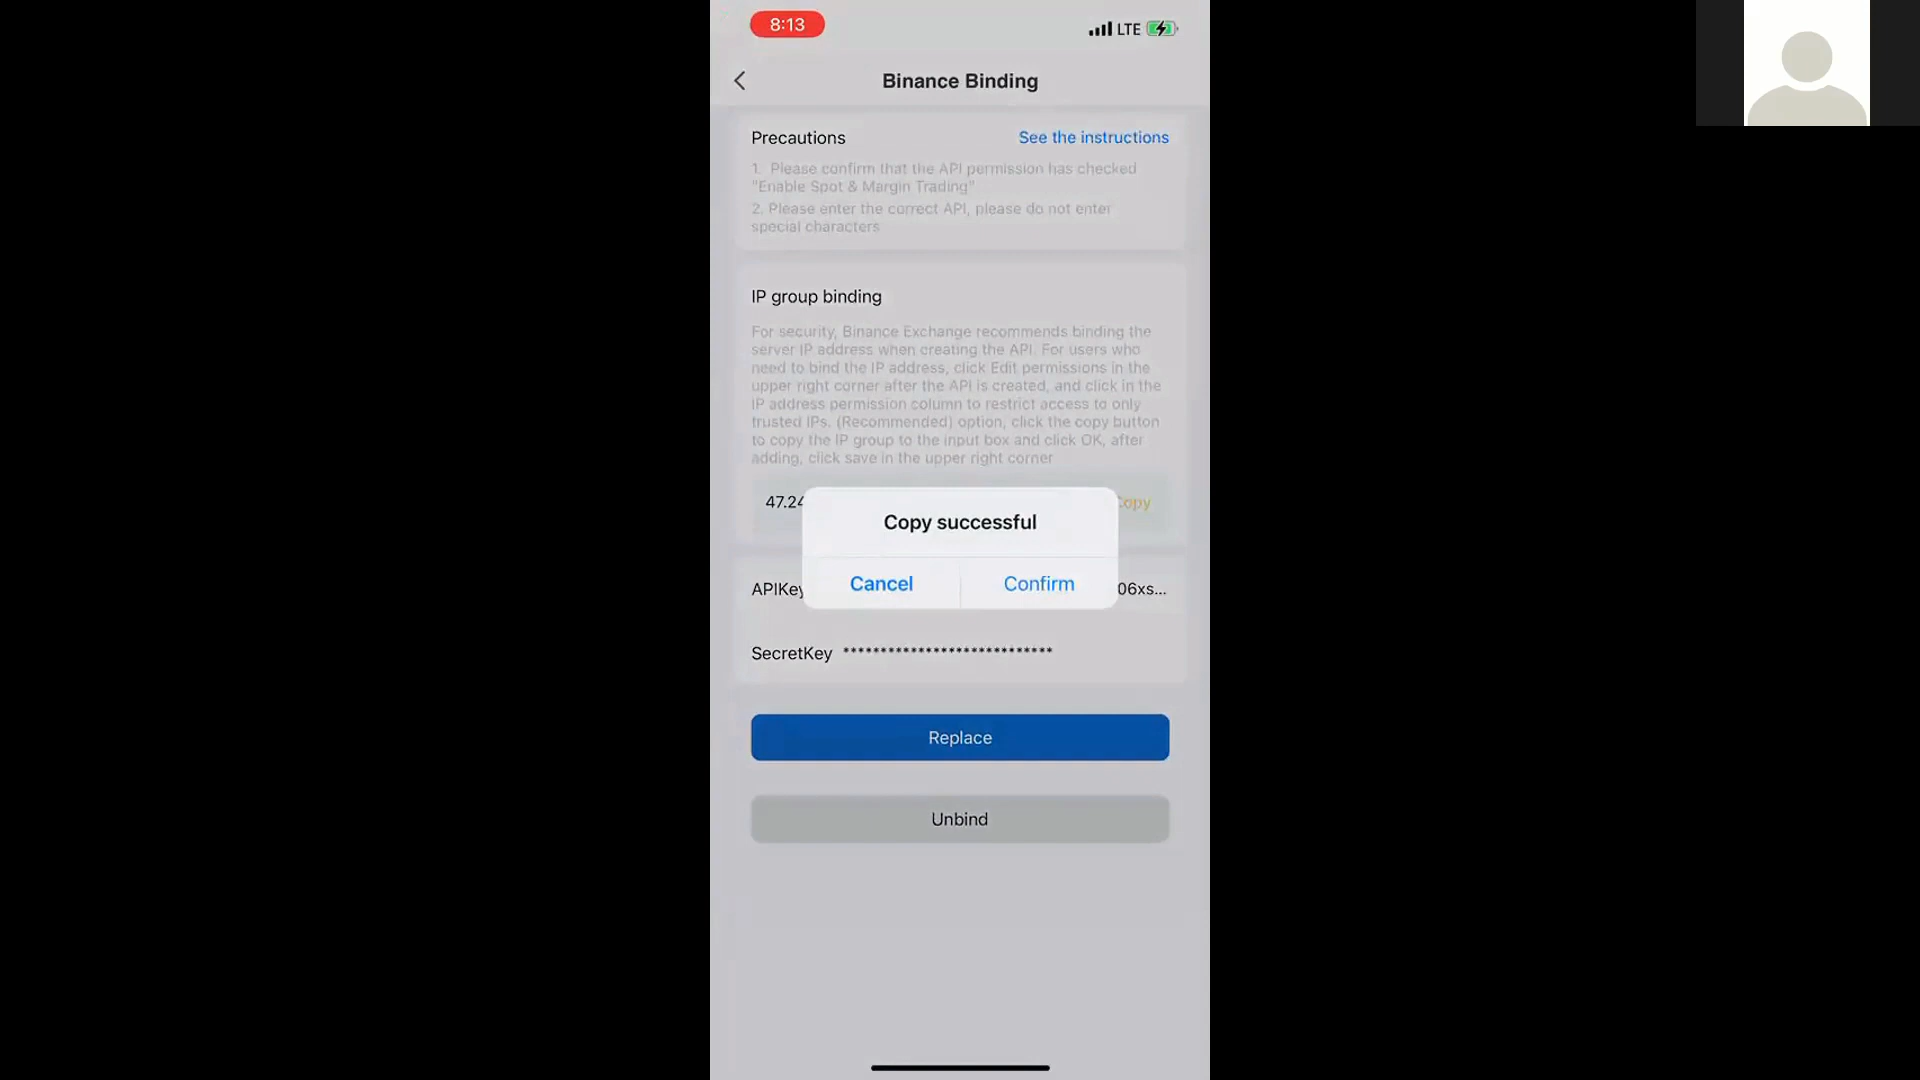 8:13
LTE
Binance Binding
Precautions
See the instructions
1. Please confirm that the API permission has checked
"Enable Spot & Margin Trading"
2. Please enter the correct API, please do not enter
special characters
IP group binding
For security, Binance Exchange recommends binding the
server IP address when creating the API. For users who
need to bind the IP address, click Edit permissions in the
upper right corner after the API is created, and click in the
IP address permission column to restrict access to only
trusted IPs. (Recommended) option, click the copy button
to copy the IP group to the input box and click OK, after
adding, click save in the upper right corner
47.24
Copy
Copy successful
Cancel
Confirm
APIKey
06xs...
SecretKey ****************************
Replace
Unbind